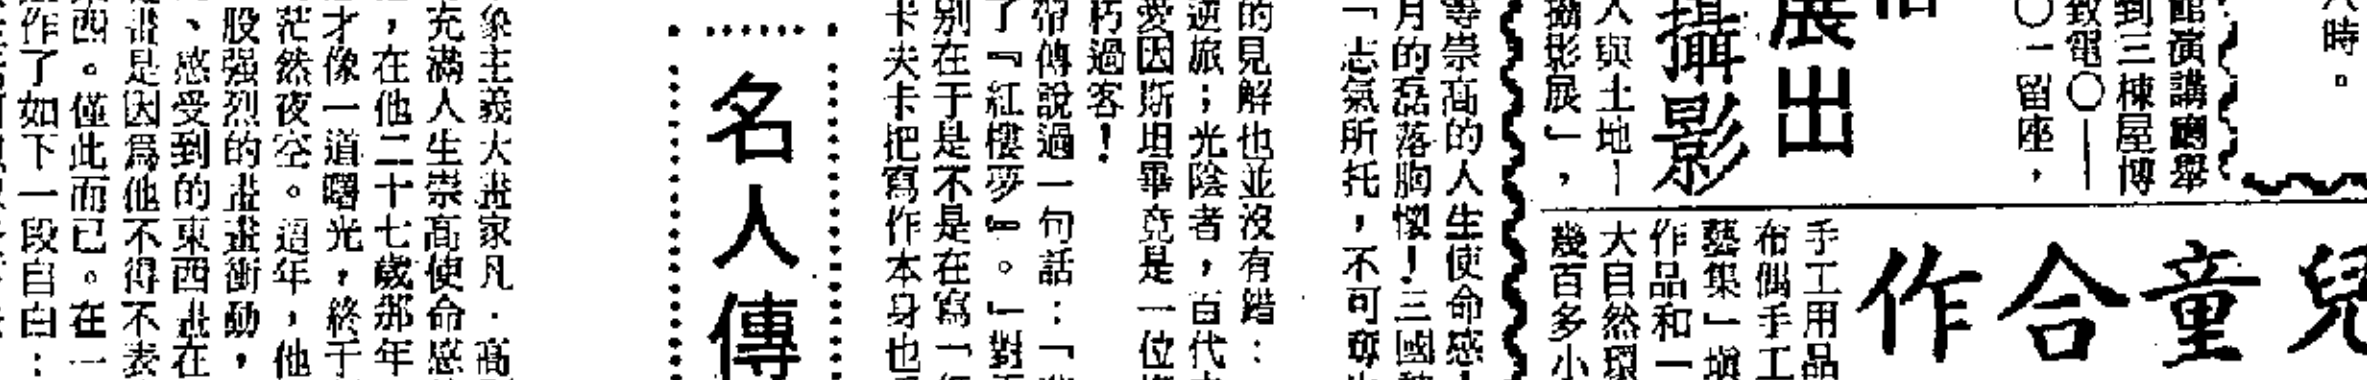 八時。
館演講廳舉
到三棟屋博
致電〇—
〇一留座，
展出
攝影
人與土地—
攝影展」，
兒童合作
手工用品
布偶手工
藝集」塡
作品和一
大自然環
幾百多小
等崇高的人生使命感
月的磊落胸懷！三國
「志氣所托，不可奪
的見解也並沒有錯：
逆旅；光陰者，百代
愛因斯坦畢竟是一位
朽過客！
帶傳說過一句話：「
了『紅樓夢』。」對
別在于是不是在寫一
卡夫卡把寫作本身也
名人傳
象主義大畫家凡·高
充滿人生崇高使命感
，在他二十七歲那年
才像一道曙光，終于
茫然夜空。這年，他
股强烈的畫畫衝動，
、感受到的東西畫在
畫是因爲他不得不表
西。僅此而已。在一
作了如下一段自白：